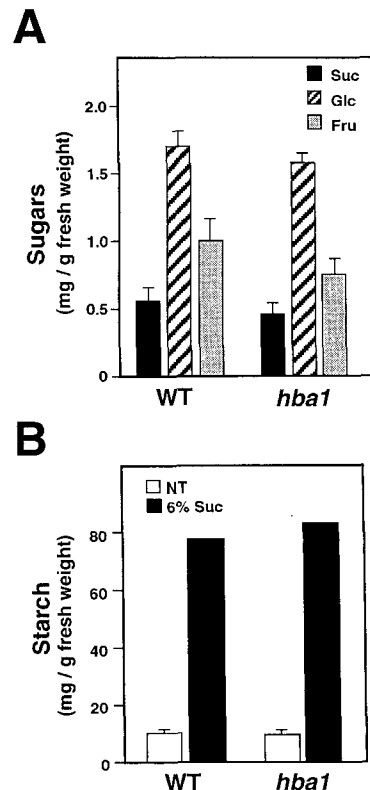 A
Suc
Glc
Fru
Sugars
(mg / g fresh weight)
2.0
1.5
1.0
0.5
0
WT hba1
B
NT
6% Suc
Starch
(mg / g fresh weight)
80
60
40
20
0
WT hba1